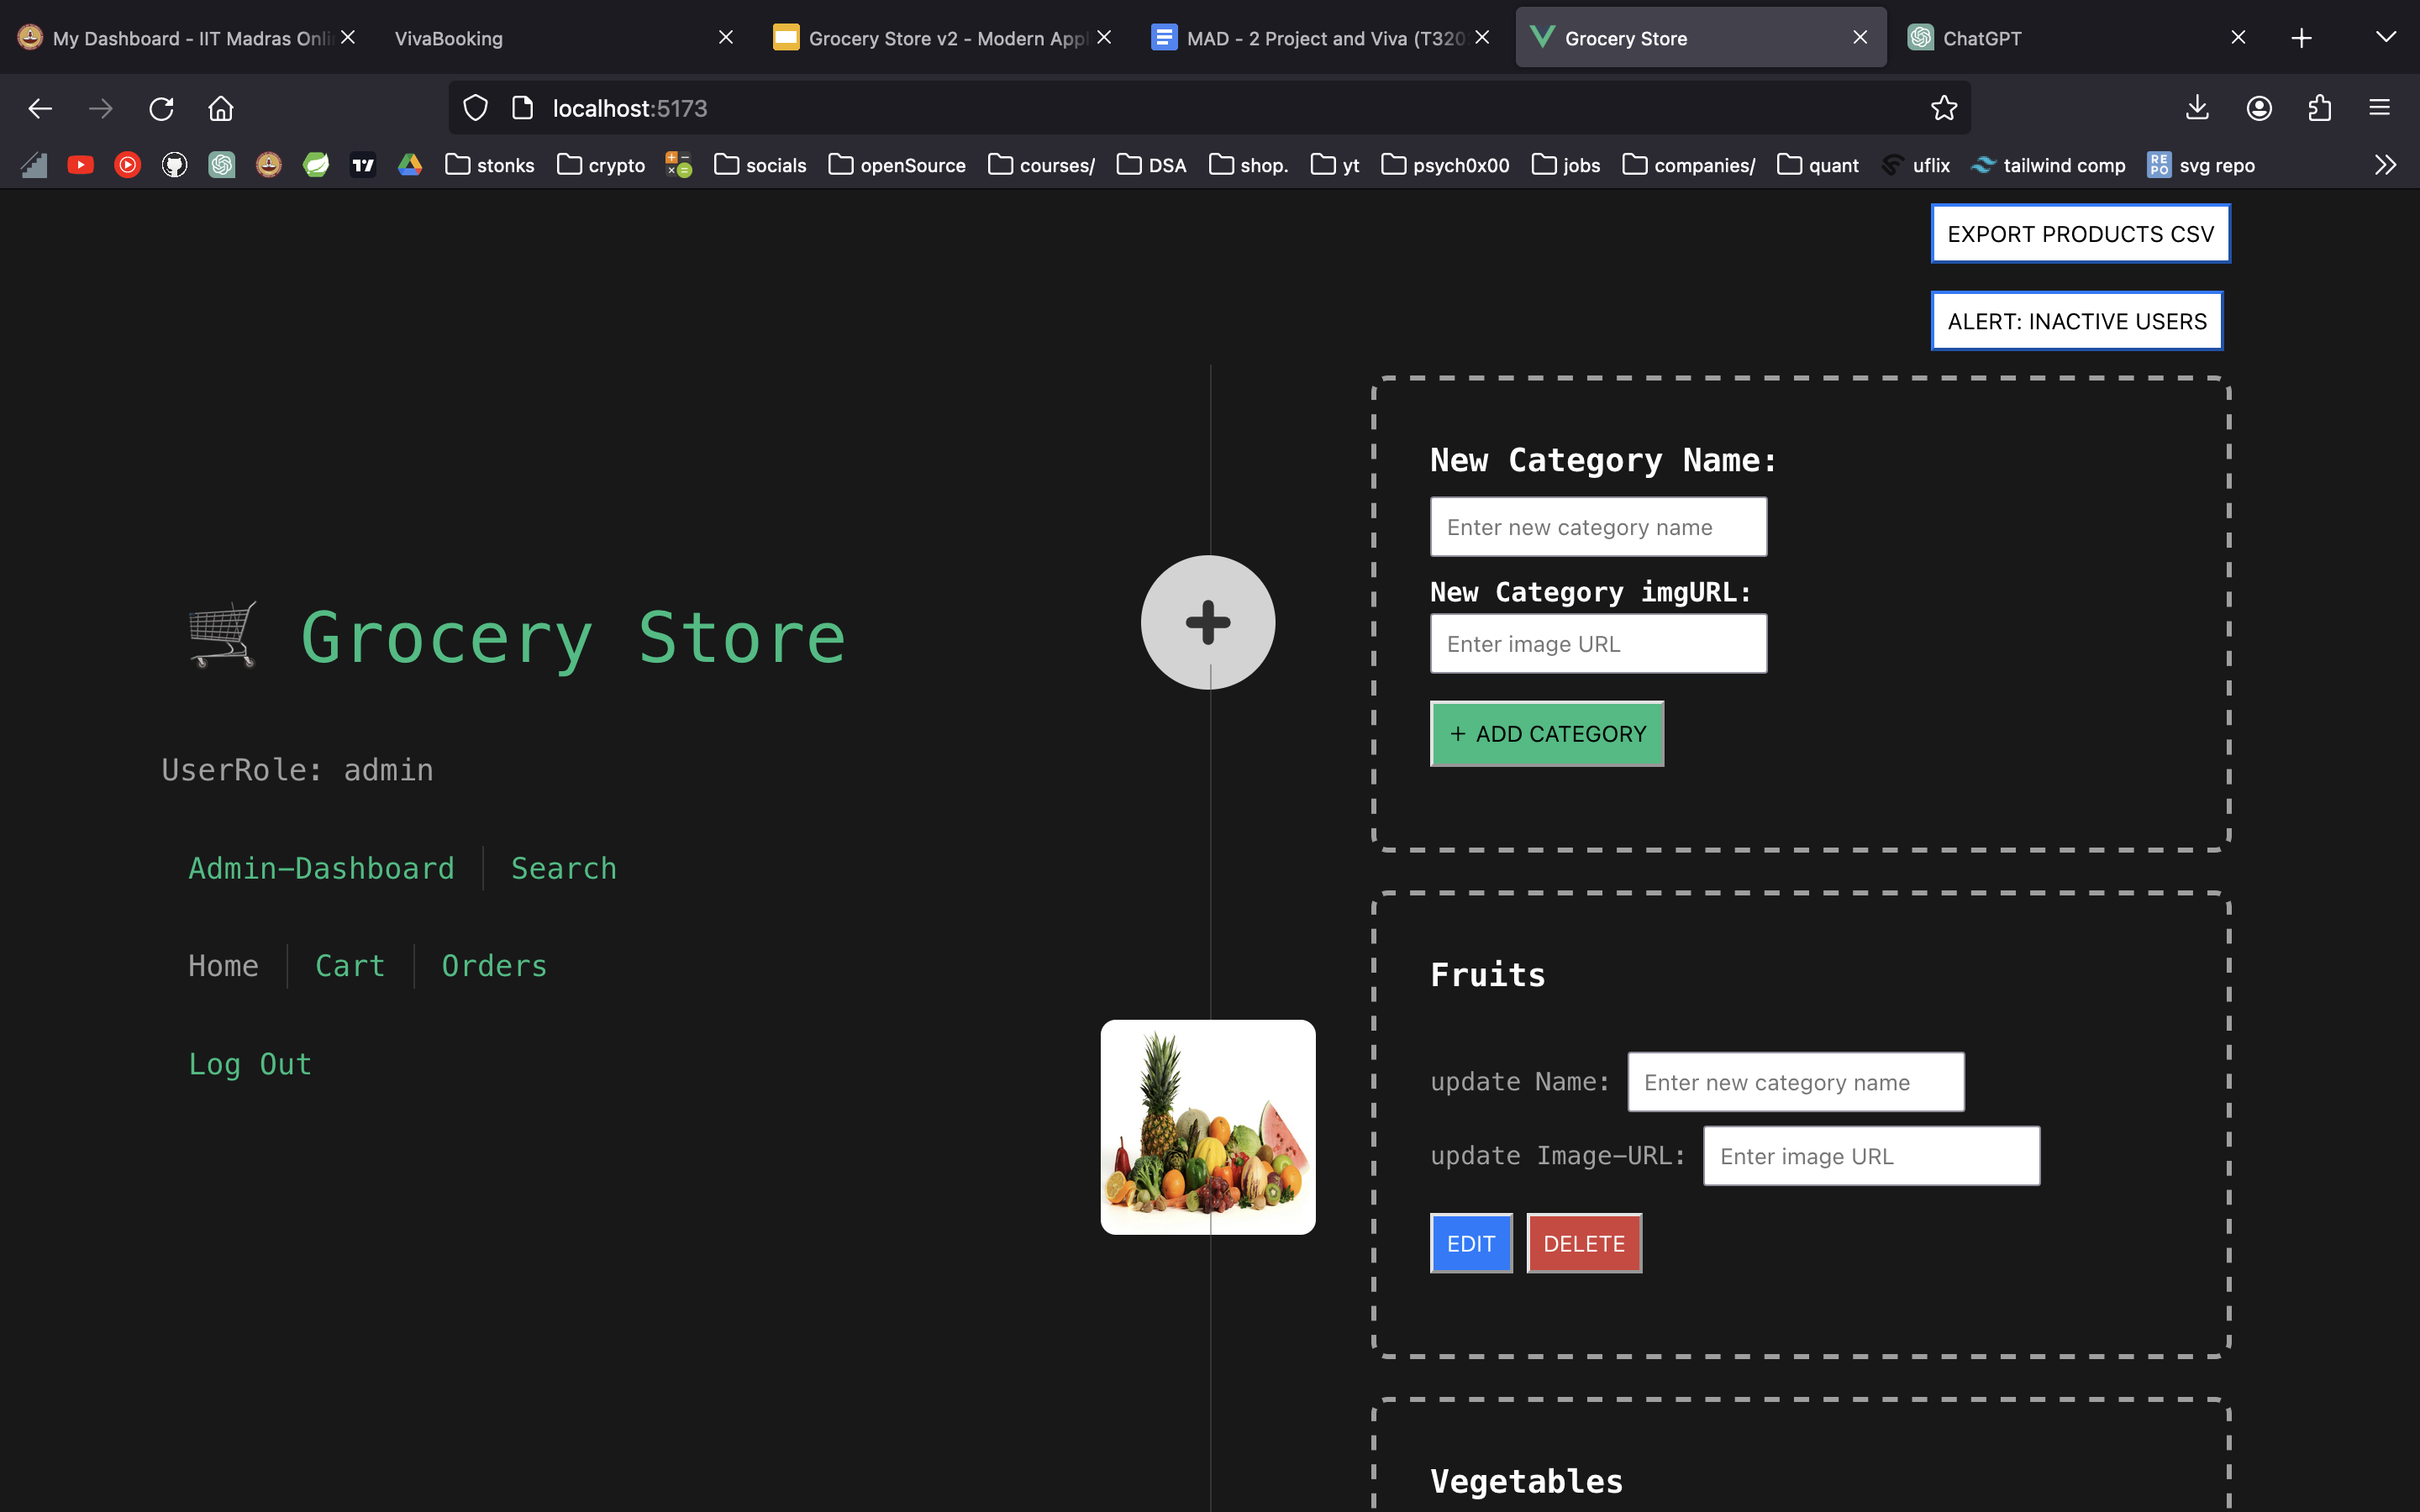 My Dashboard - IIT Madras Onli
VivaBooking
Grocery Store v2 - Modern Appl
MAD - 2 Project and Viva (T320
Grocery Store
ChatGPT
localhost:5173
stonks
crypto
socials
openSource
courses/
DSA
shop.
yt
psych0x00
jobs
companies/
quant
uflix
tailwind comp
RE
PO
svg repo
EXPORT PRODUCTS CSV
ALERT: INACTIVE USERS
New Category Name:
Enter new category name
New Category imgURL:
Enter image URL
+ ADD CATEGORY
Grocery Store
UserRole: admin
Admin-Dashboard
Search
Home
Cart
Orders
Log Out
Fruits
update Name: Enter new category name
update Image-URL: Enter image URL
EDIT
DELETE
Vegetables